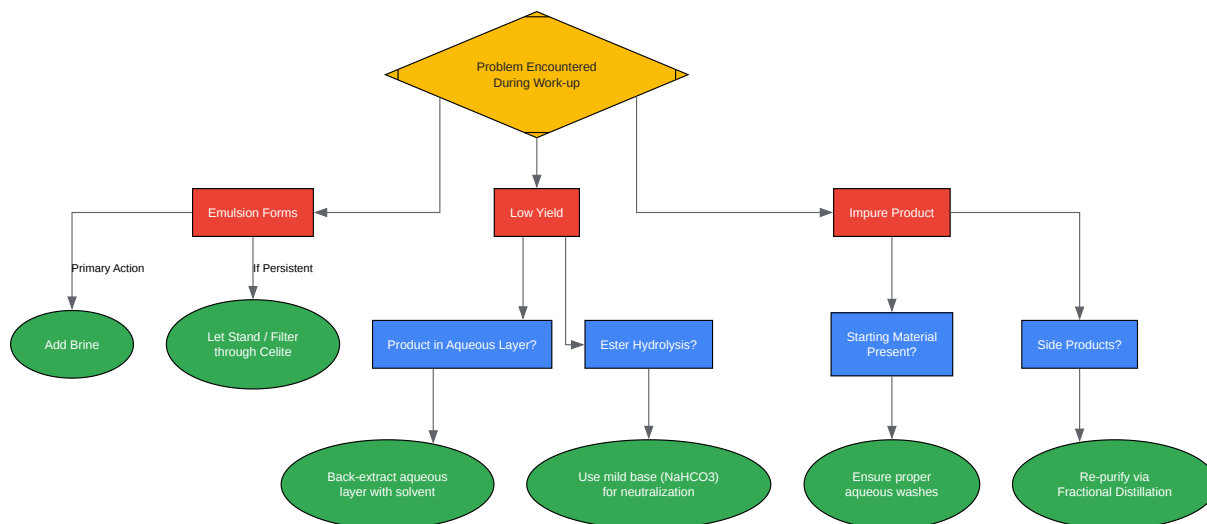 Problem Encountered
During Work-up
Emulsion Forms
Low Yield
Impure Product
Primary Action
If Persistent
Add Brine
Let Stand / Filter
through Celite
Product in Aqueous Layer?
Ester Hydrolysis?
Starting Material
Present?
Side Products?
Back-extract aqueous
layer with solvent
Use mild base (NaHCO3)
for neutralization
Ensure proper
aqueous washes
Re-purify via
Fractional Distillation